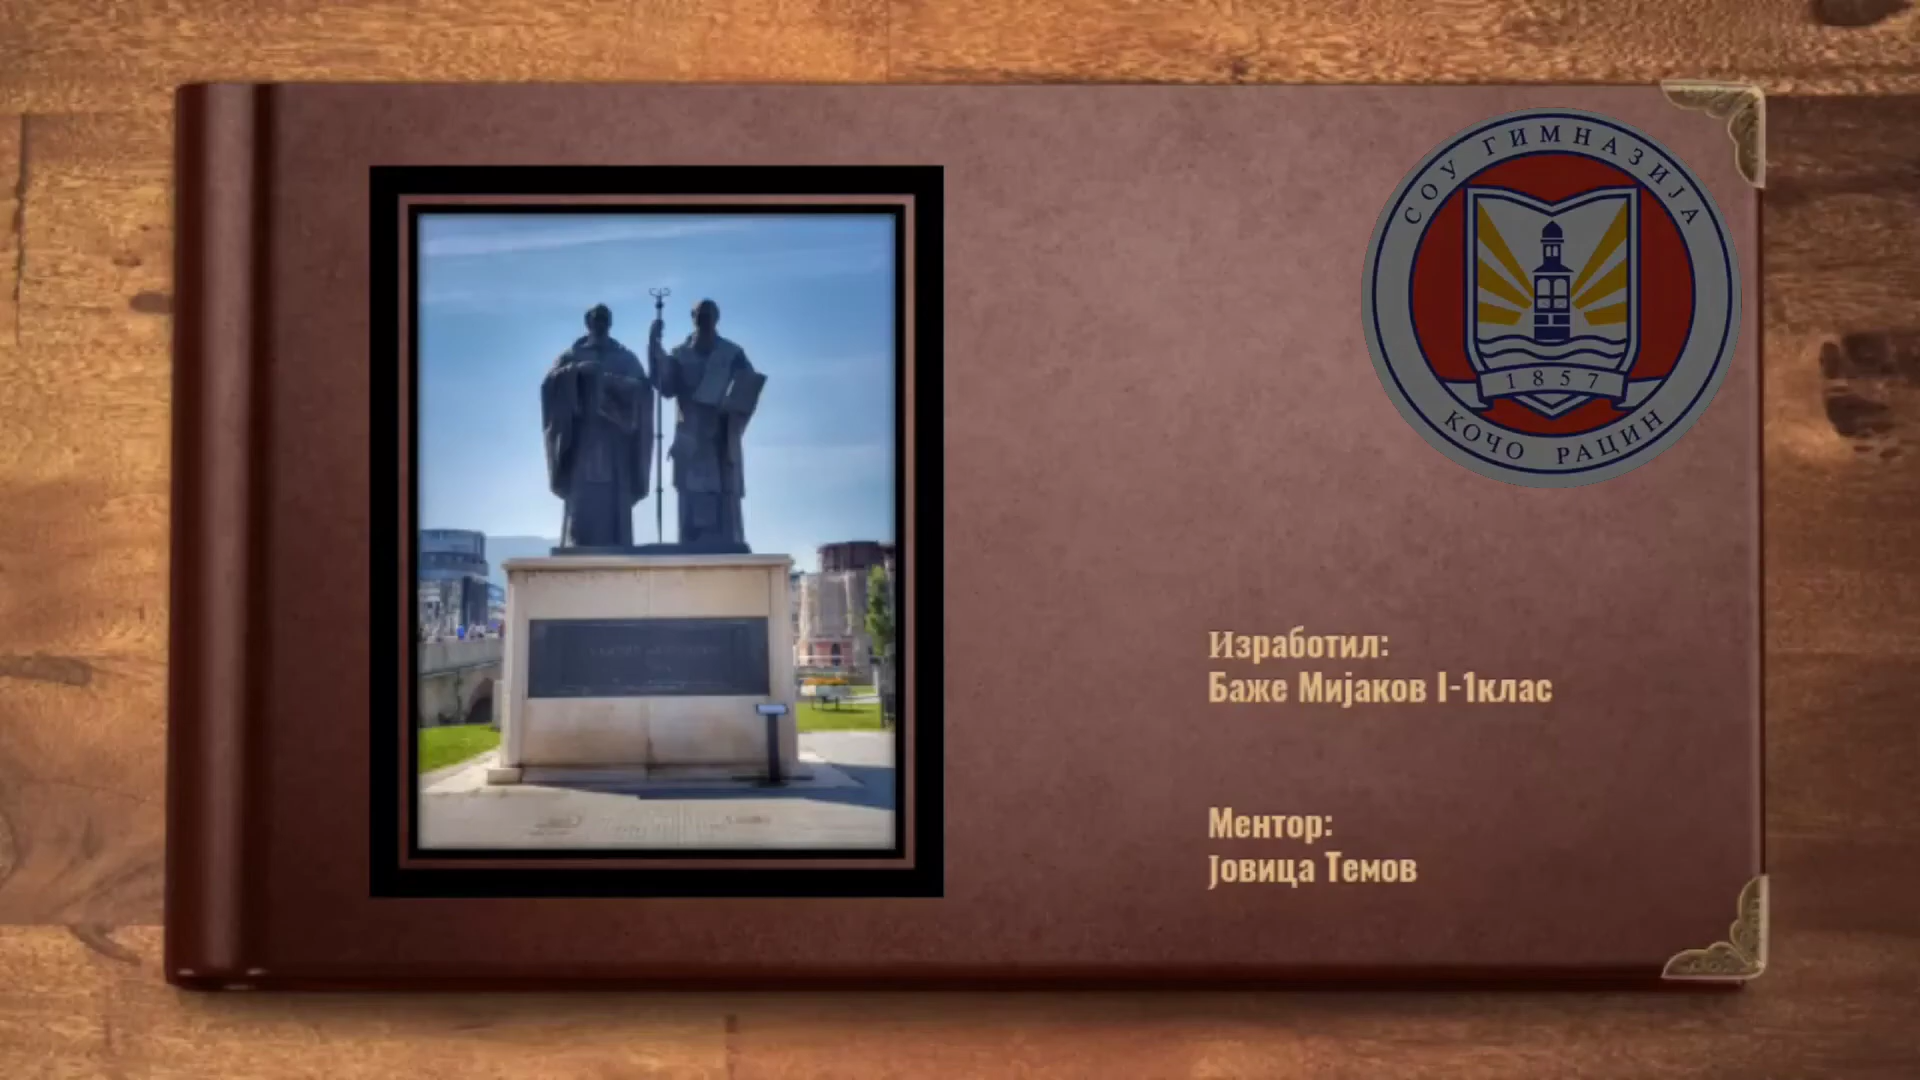 СОУ ГИМНАЗИЈА
1857
КОЧО РАЦИН
Изработил:
Баже Мијаков I-1клас
Ментор:
Јовица Темов